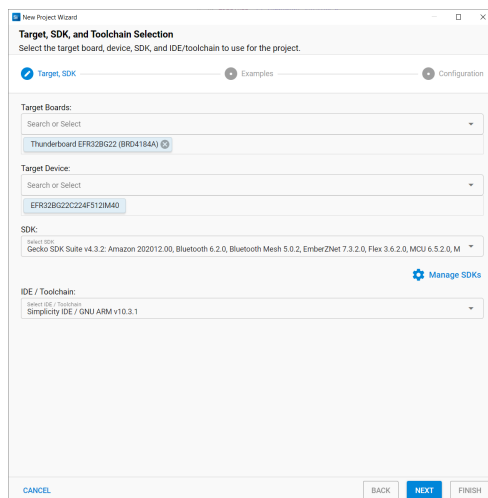 New Project Wizard
Target, SDK, and Toolchain Selection
Select the target board, device, SDK, and IDE/toolchain to use for the project.
Target, SDK
Examples
Configuration
Target Boards:
Search or Select
Thunderboard EFR32BG22 (BRD4184A)
Target Device:
Search or Select
EFR32BG22C224F512IM40
SDK:
Select SDK
Gecko SDK Suite v4.3.2: Amazon 202012.00, Bluetooth 6.2.0, Bluetooth Mesh 5.0.2, EmberZNet 7.3.2.0, Flex 3.6.2.0, MCU 6.5.2.0, M
Manage SDKs
IDE / Toolchain:
Select IDE / Toolchain
Simplicity IDE / GNU ARM v10.3.1
CANCEL
BACK
NEXT
FINISH